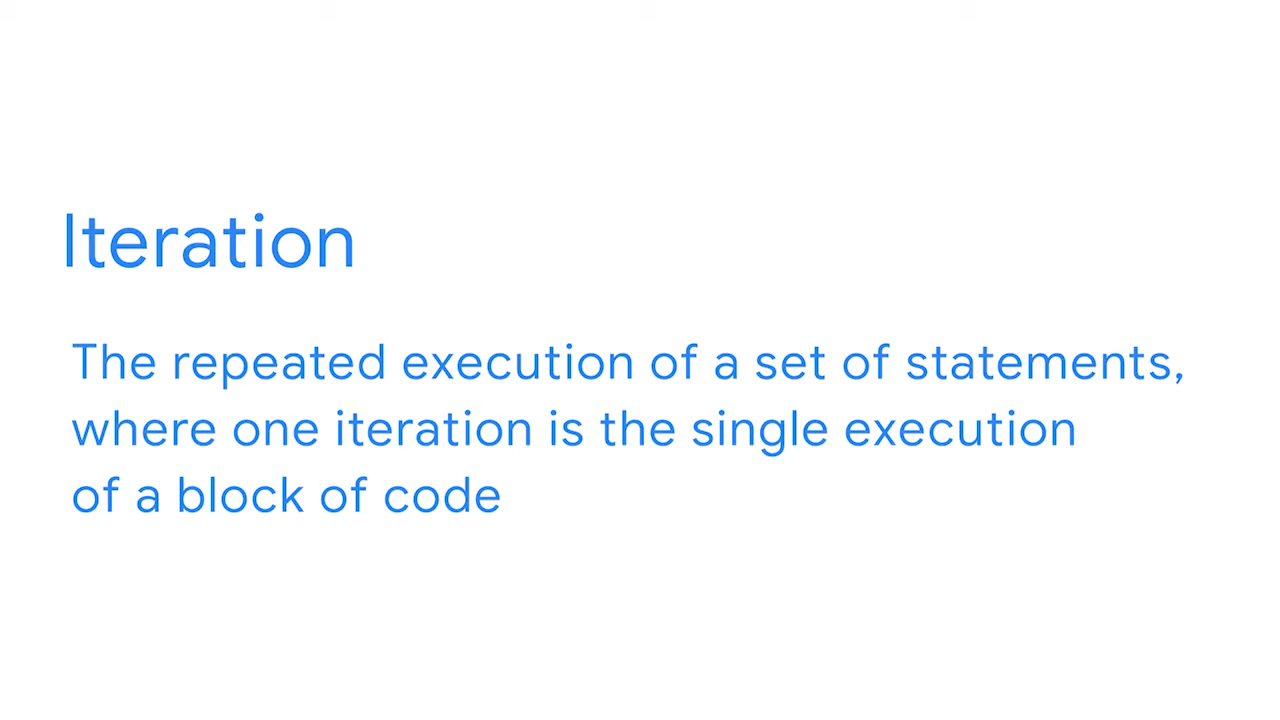 Iteration
The repeated execution of a set of statements,
where one iteration is the single execution
of a block of code